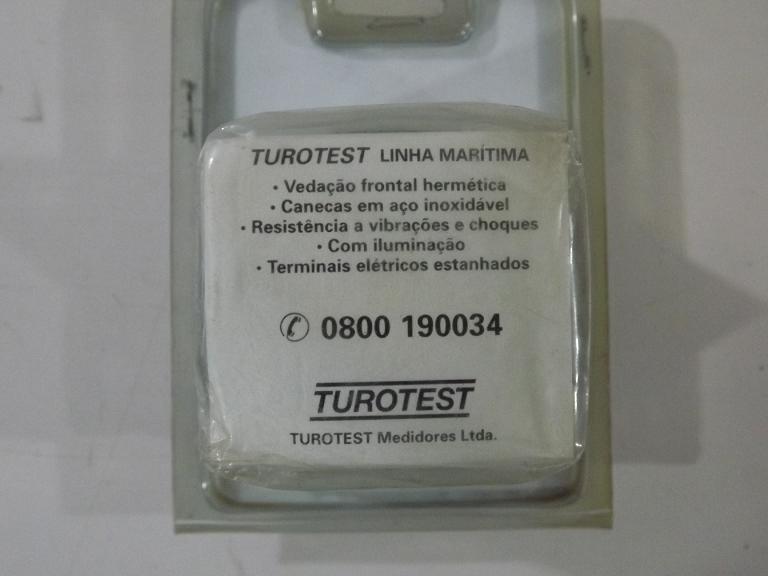 TUROTEST LINHA MARÍTIMA
• Vedação frontal hermética
• Canecas em aço inoxidável
• Resistência a vibrações e choques
• Com iluminação
• Terminais elétricos estanhados
✆ 0800 190034
TUROTEST
TUROTEST Medidores Ltda.